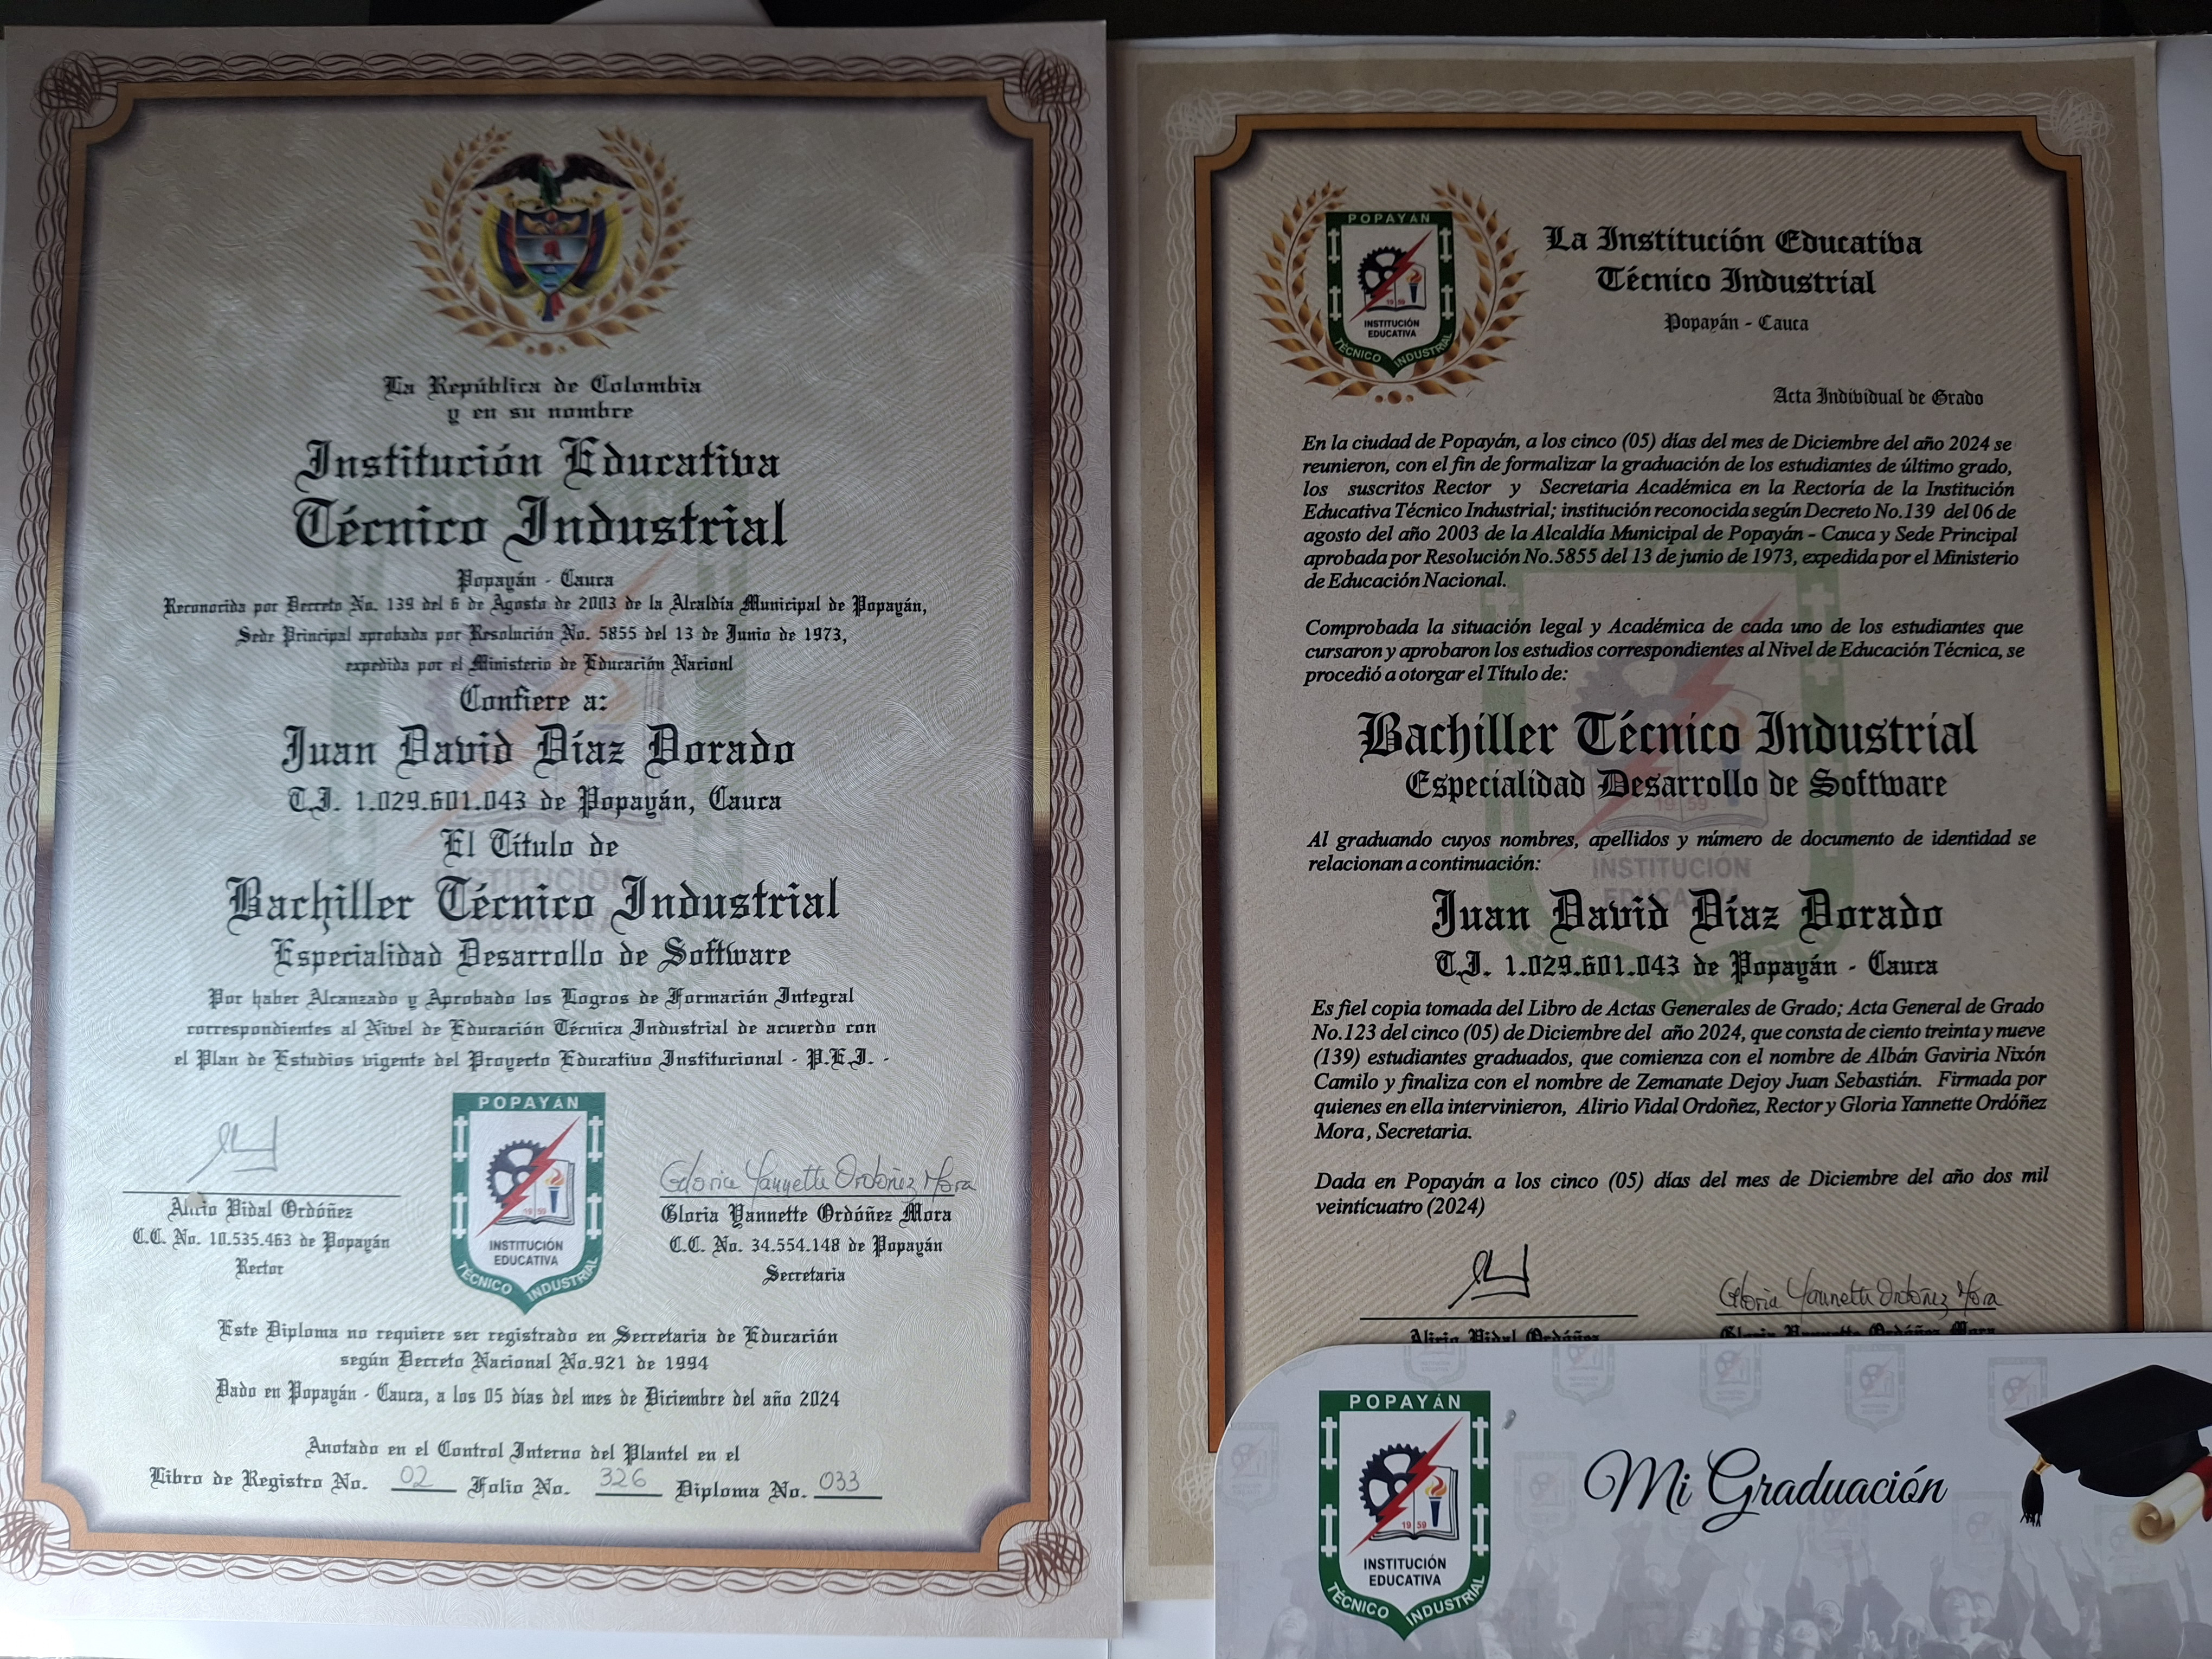 La República de Colombia
y en su nombre
Institución Educativa
Técnico Industrial
Popayán - Cauca
Reconocida por Decreto No. 139 del 6 de Agosto de 2003 de la Alcaldía Municipal de Popayán,
Sede Principal aprobada por Resolución No. 5855 del 13 de Junio de 1973,
expedida por el Ministerio de Educación Nacionl
Confiere a:
Juan David Díaz Dorado
T.I. 1.029.601.043 de Popayán, Cauca
El Título de
Bachiller Técnico Industrial
Especialidad Desarrollo de Software
Por haber Alcanzado y Aprobado los Logros de Formación Integral
correspondientes al Nivel de Educación Técnica Industrial de acuerdo con
el Plan de Estudios vigente del Proyecto Educativo Institucional - P.E.I. -
POPAYÁN
19 59
INSTITUCIÓN
EDUCATIVA
TÉCNICO INDUSTRIAL
Alirio Vidal Ordóñez
C.C. No. 10.535.463 de Popayán
Rector
Gloria Yannette Ordoñez Mora
Gloria Yannette Ordóñez Mora
C.C. No. 34.554.148 de Popayán
Secretaria
Este Diploma no requiere ser registrado en Secretaria de Educación
según Decreto Nacional No.921 de 1994
Dado en Popayán - Cauca, a los 05 días del mes de Diciembre del año 2024
Anotado en el Control Interno del Plantel en el
Libro de Registro No. 02 Folio No. 326 Diploma No. 033
POPAYÁN
19 59
INSTITUCIÓN
EDUCATIVA
TÉCNICO INDUSTRIAL
La Institución Educativa
Técnico Industrial
Popayán - Cauca
Acta Individual de Grado
En la ciudad de Popayán, a los cinco (05) días del mes de Diciembre del año 2024 se
reunieron, con el fin de formalizar la graduación de los estudiantes de último grado,
los suscritos Rector y Secretaria Académica en la Rectoría de la Institución
Educativa Técnico Industrial; institución reconocida según Decreto No.139 del 06 de
agosto del año 2003 de la Alcaldía Municipal de Popayán - Cauca y Sede Principal
aprobada por Resolución No.5855 del 13 de junio de 1973, expedida por el Ministerio
de Educación Nacional.
Comprobada la situación legal y Académica de cada uno de los estudiantes que
cursaron y aprobaron los estudios correspondientes al Nivel de Educación Técnica, se
procedió a otorgar el Título de:
Bachiller Técnico Industrial
Especialidad Desarrollo de Software
Al graduando cuyos nombres, apellidos y número de documento de identidad se
relacionan a continuación:
Juan David Díaz Dorado
T.I. 1.029.601.043 de Popayán - Cauca
Es fiel copia tomada del Libro de Actas Generales de Grado; Acta General de Grado
No.123 del cinco (05) de Diciembre del año 2024, que consta de ciento treinta y nueve
(139) estudiantes graduados, que comienza con el nombre de Albán Gaviria Nixón
Camilo y finaliza con el nombre de Zemanate Dejoy Juan Sebastián. Firmada por
quienes en ella intervinieron, Alirio Vidal Ordoñez, Rector y Gloria Yannette Ordóñez
Mora, Secretaria.
Dada en Popayán a los cinco (05) días del mes de Diciembre del año dos mil
veinticuatro (2024)
Gloria Yannette Ordoñez Mora
Alirio Vidal Ordóñez
Gloria Yannette Ordóñez Mora
POPAYÁN
19 59
INSTITUCIÓN
EDUCATIVA
TÉCNICO INDUSTRIAL
Mi Graduación